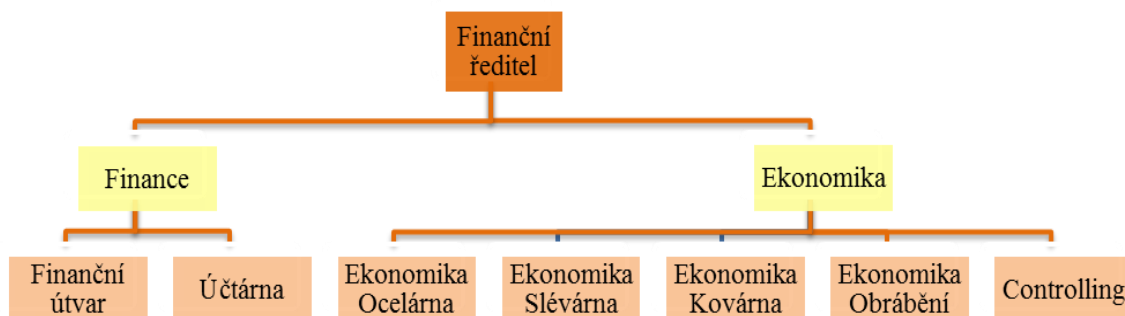 Finanční
ředitel
Finance
Ekonomika
Finanční
útvar
Účtárna
Ekonomika
Ocelárna
Ekonomika
Slévárna
Ekonomika
Kovárna
Ekonomika
Obrábění
Controlling